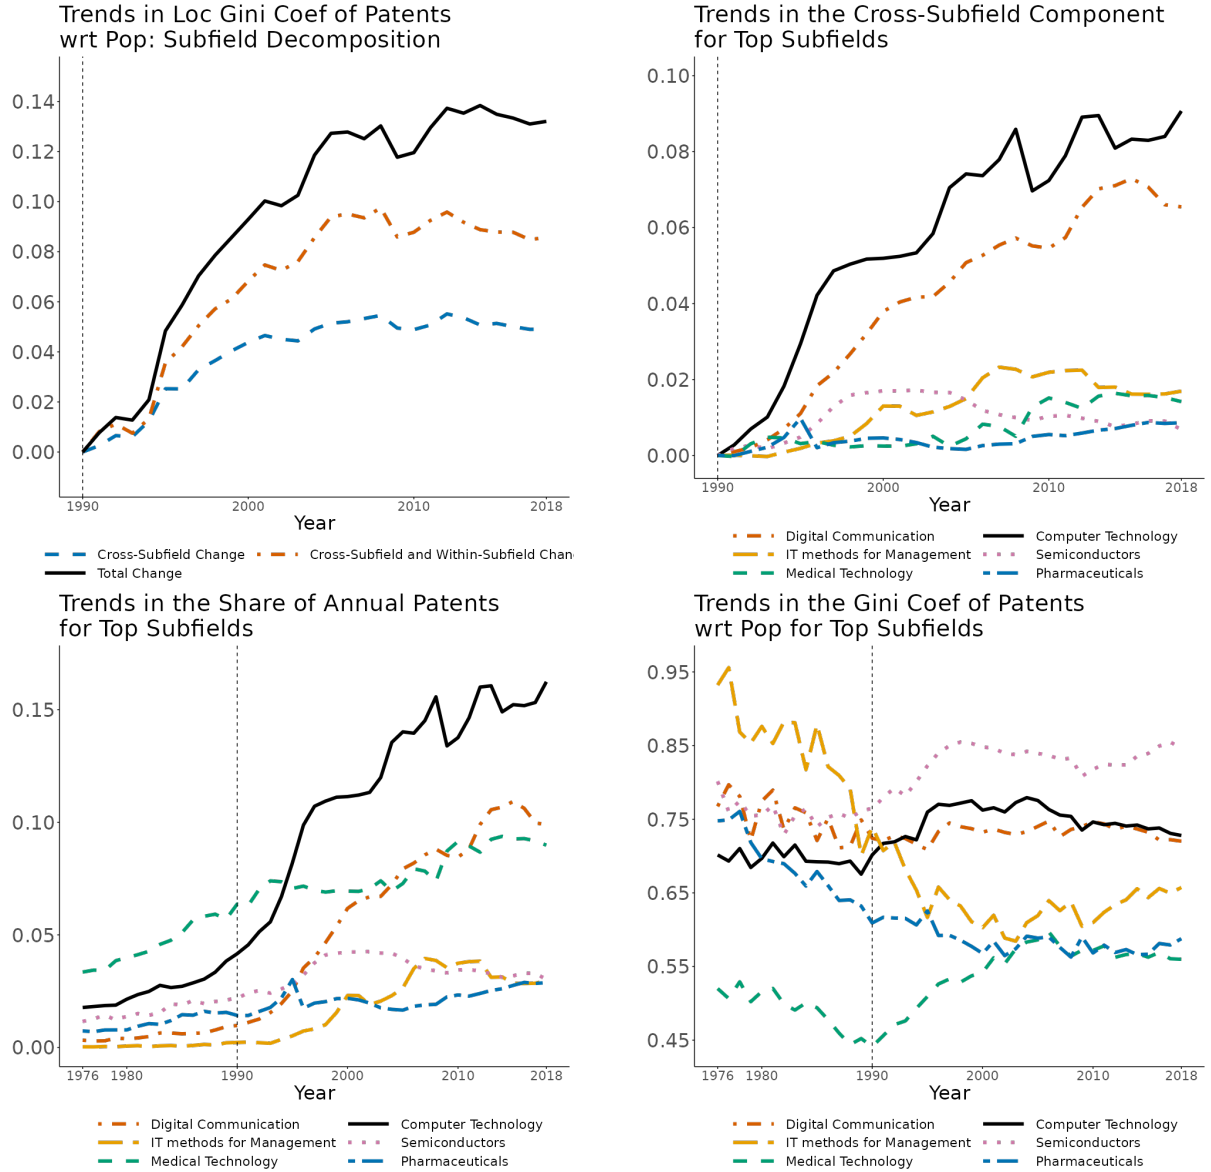 Trends in Loc Gini Coef of Patents
wrt Pop: Subfield Decomposition
0.14
0.12
0.10
0.08
0.06
0.04
0.02
0.00
1990 2000 2010 2018
Year
Cross-Subfield Change Cross-Subfield and Within-Subfield Chan
Total Change
Trends in the Cross-Subfield Component
for Top Subfields
0.10
0.08
0.06
0.04
0.02
0.00
1990 2000 2010 2018
Year
Digital Communication Computer Technology
IT methods for Management Semiconductors
Medical Technology Pharmaceuticals
Trends in the Share of Annual Patents
for Top Subfields
0.15
0.10
0.05
0.00
1976 1980 1990 2000 2010 2018
Year
Digital Communication Computer Technology
IT methods for Management Semiconductors
Medical Technology Pharmaceuticals
Trends in the Gini Coef of Patents
wrt Pop for Top Subfields
0.95
0.85
0.75
0.65
0.55
0.45
1976 1980 1990 2000 2010 2018
Year
Digital Communication Computer Technology
IT methods for Management Semiconductors
Medical Technology Pharmaceuticals